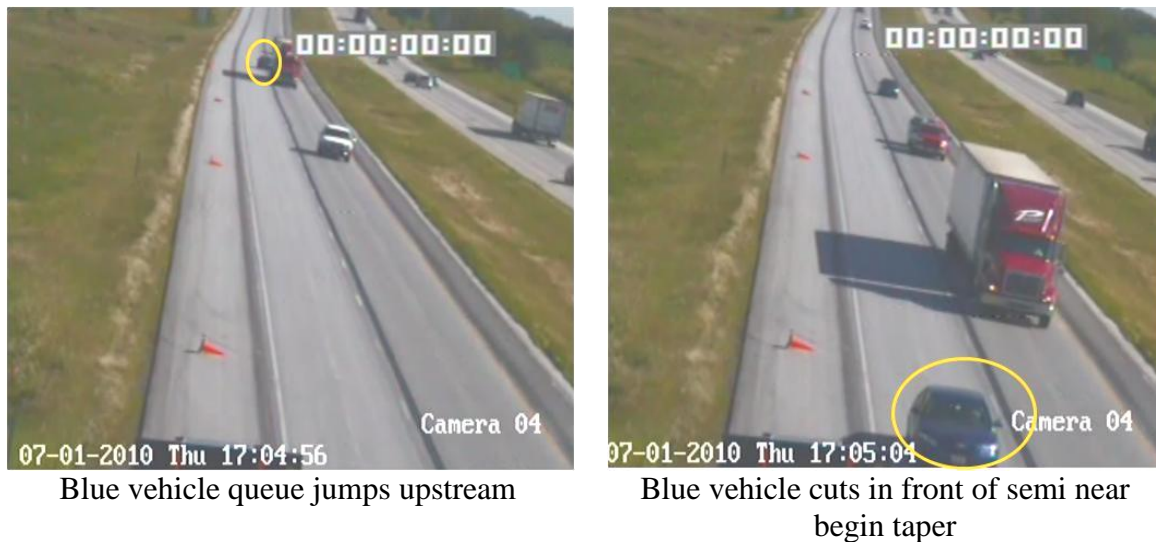 00:00:00:00
Camera 04
07-01-2010 Thu 17:04:56
Blue vehicle queue jumps upstream
00:00:00:00
P
Camera 04
07-01-2010 Thu 17:05:04
Blue vehicle cuts in front of semi near
begin taper